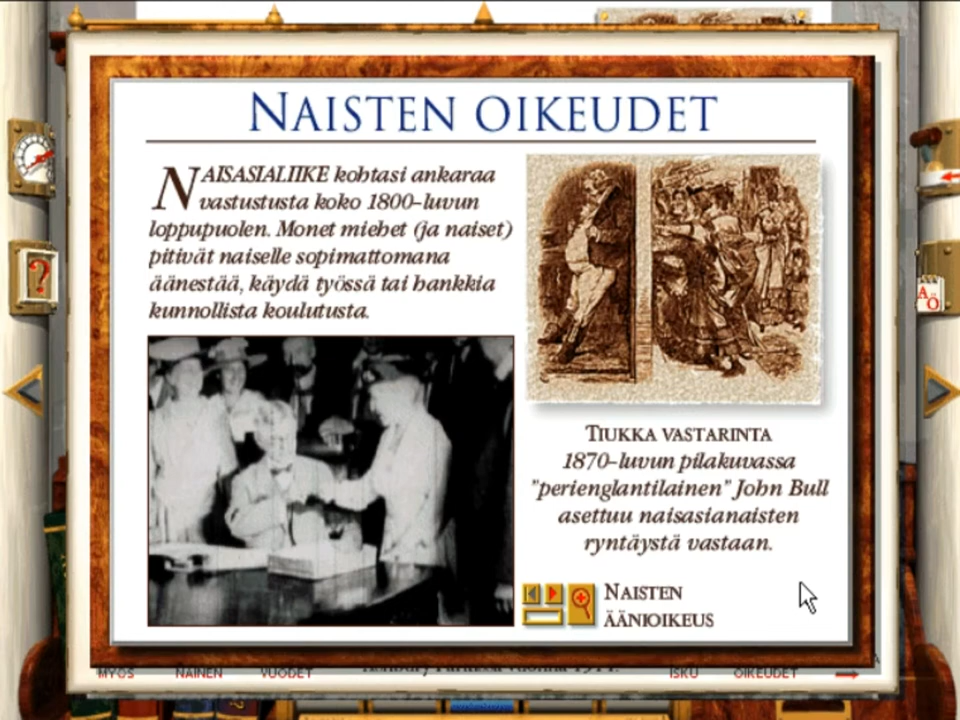 NAISTEN OIKEUDET
NAISASIALIIKE kohtasi ankaraa
vastustusta koko 1800-luvun
loppupuolen. Monet miehet (ja naiset)
pitivät naiselle sopimattomana
äänestää, käydä työssä tai hankkia
kunnollista koulutusta.
TIUKKA VASTARINTA
1870-luvun pilakuvassa
"perienglantilainen" John Bull
asettuu naisasianaisten
ryntäystä vastaan.
NAISTEN
ÄÄNIOIKEUS
?
AÖ
MYÖS NAINEN VUODET ISKU OIKEUDET